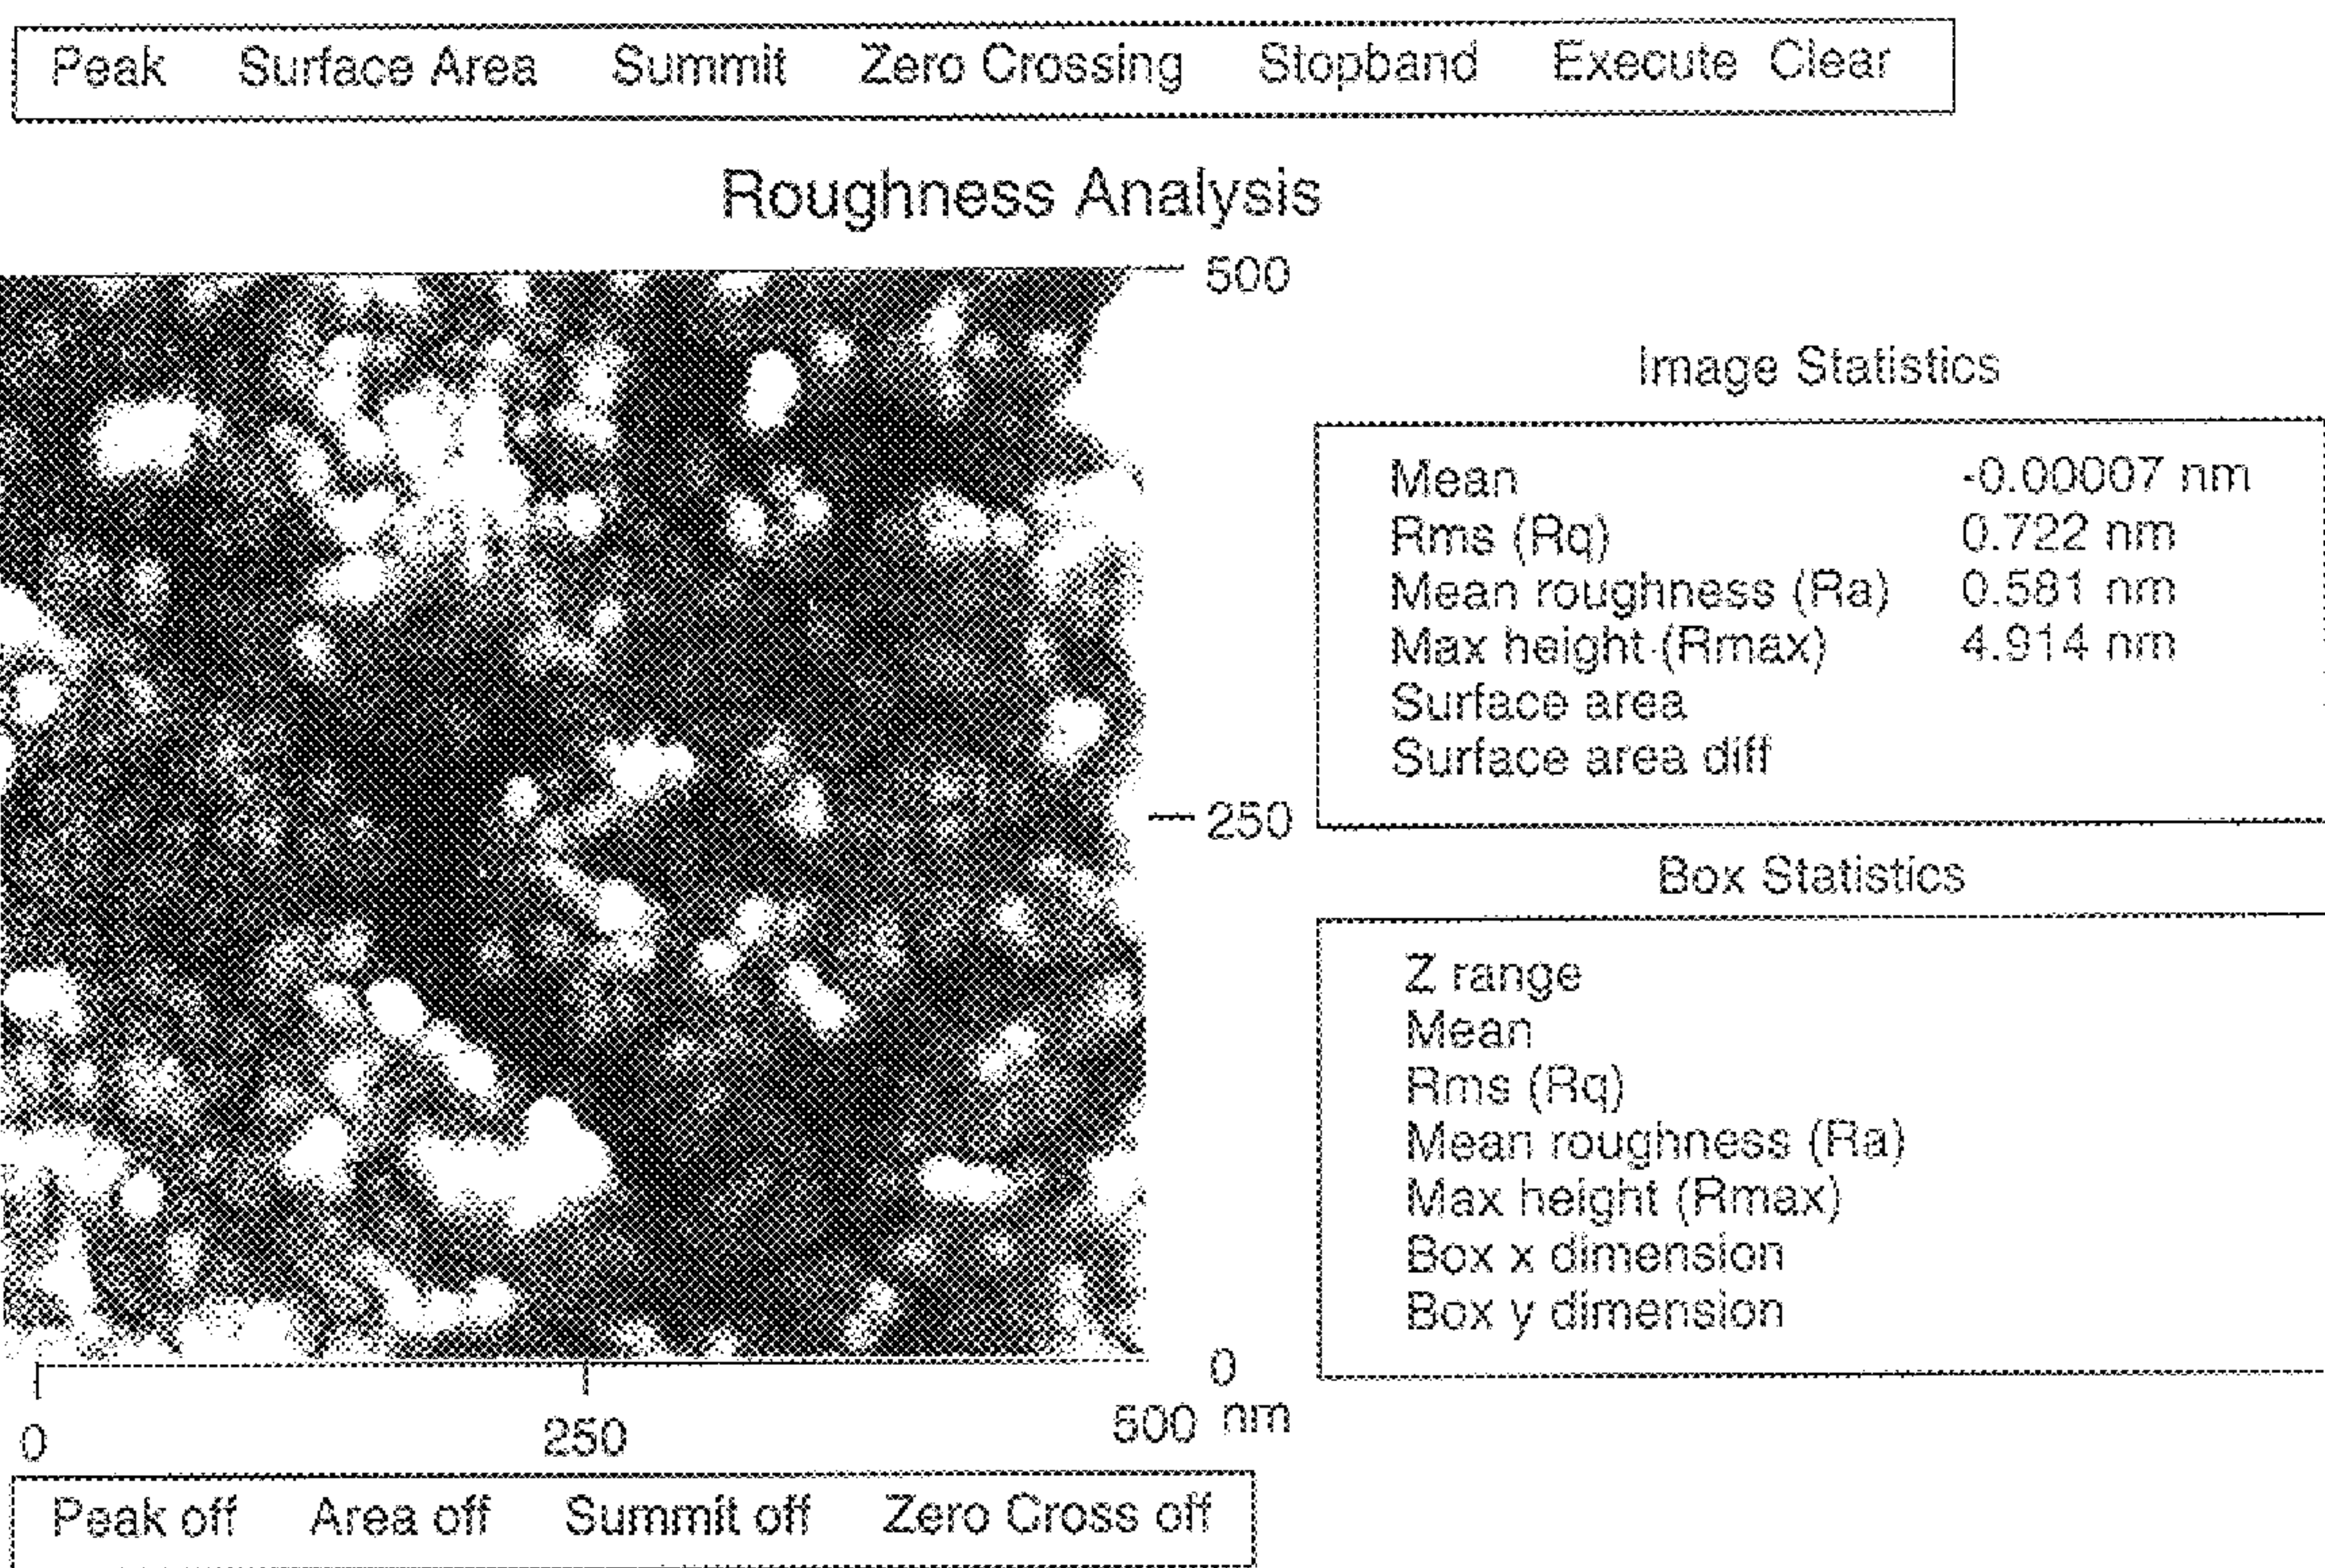 Peak Surface Area Summit Zero Crossing Stopband Execute Clear
Roughness Analysis
500
250
0
0 250 500 nm
Image Statistics
Mean -0.00007 nm
Rms (Rq) 0.722 nm
Mean roughness (Ra) 0.581 nm
Max height (Rmax) 4.914 nm
Surface area
Surface area diff
Box Statistics
Z range
Mean
Rms (Rq)
Mean roughness (Ra)
Max height (Rmax)
Box x dimension
Box y dimension
Peak off Area off Summit off Zero Cross off